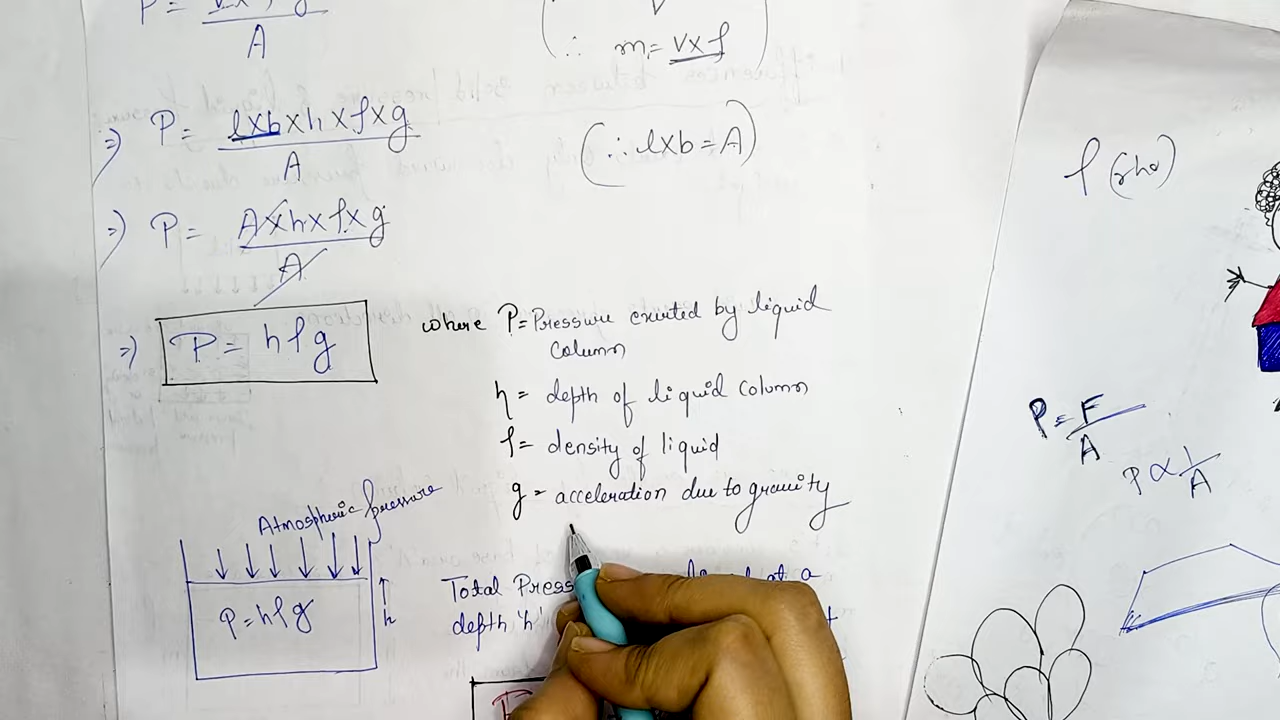 A
m = V×ρ
⇒ P = l×b×h×ρ×g
A
(∴ l×b = A)
⇒ P = A×h×ρ×g
A
⇒ P = hρg
where P = Pressure exerted by liquid
column
h = depth of liquid column
ρ = density of liquid
g = acceleration due to gravity
Atmospheric pressure
P = hρg
h
Total Press
depth 'h'
at a
ρ (rho)
P = F
A
P ∝ 1
A